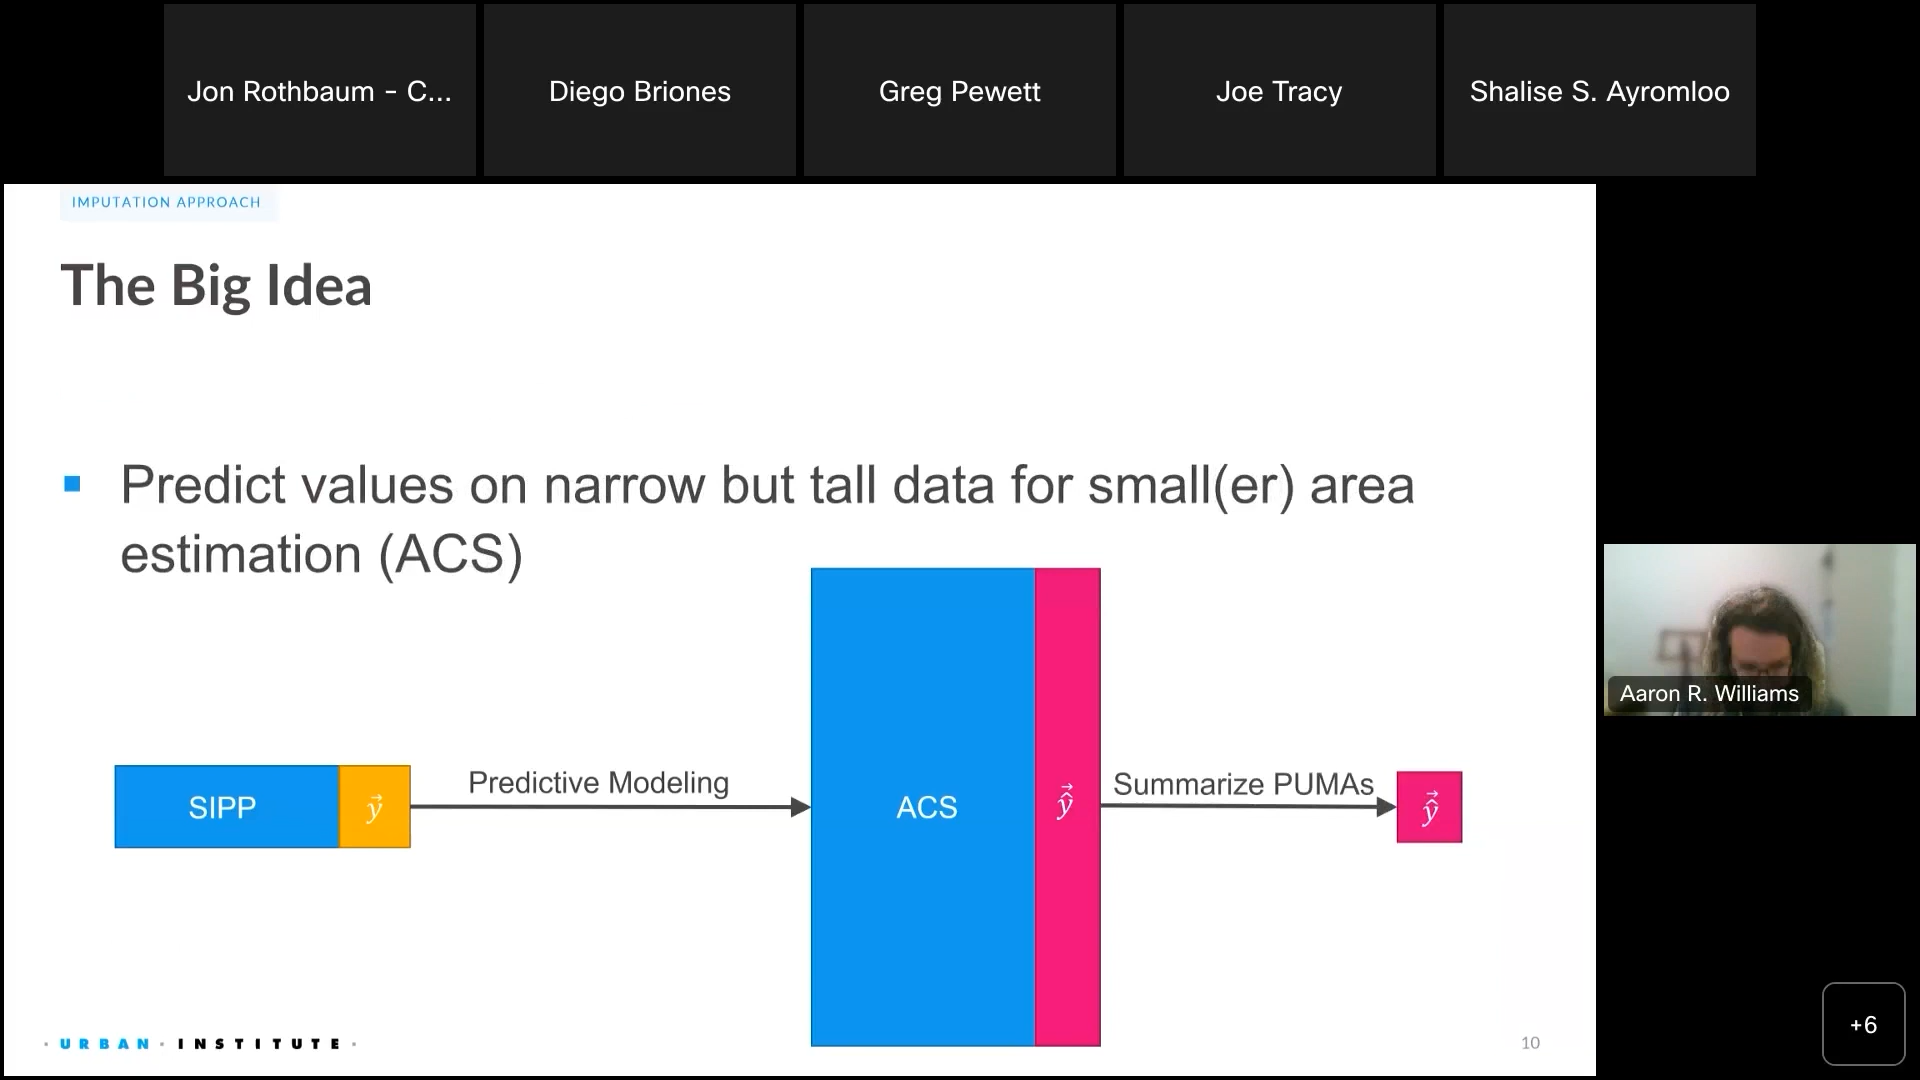 Jon Rothbaum - C...
Diego Briones
Greg Pewett
Joe Tracy
Shalise S. Ayromloo
IMPUTATION APPROACH
The Big Idea
▪ Predict values on narrow but tall data for small(er) area
estimation (ACS)
SIPP
y⃗
Predictive Modeling
ACS
ŷ⃗
Summarize PUMAs
ŷ⃗
Aaron R. Williams
· URBAN · INSTITUTE ·
10
+6